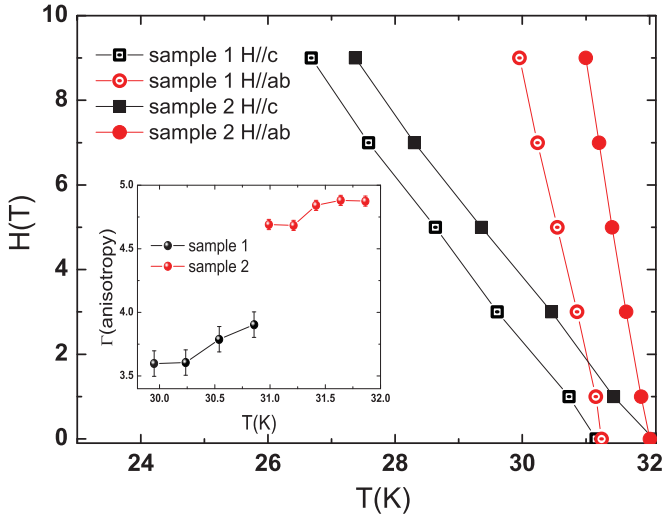 10
sample 1 H//c
sample 1 H//ab
sample 2 H//c
sample 2 H//ab
8
6
4
2
0
H(T)
24 26 28 30 32
T(K)
5.0
4.5
4.0
3.5
Γ(anisotropy)
sample 1
sample 2
30.0 30.5 31.0 31.5 32.0
T(K)